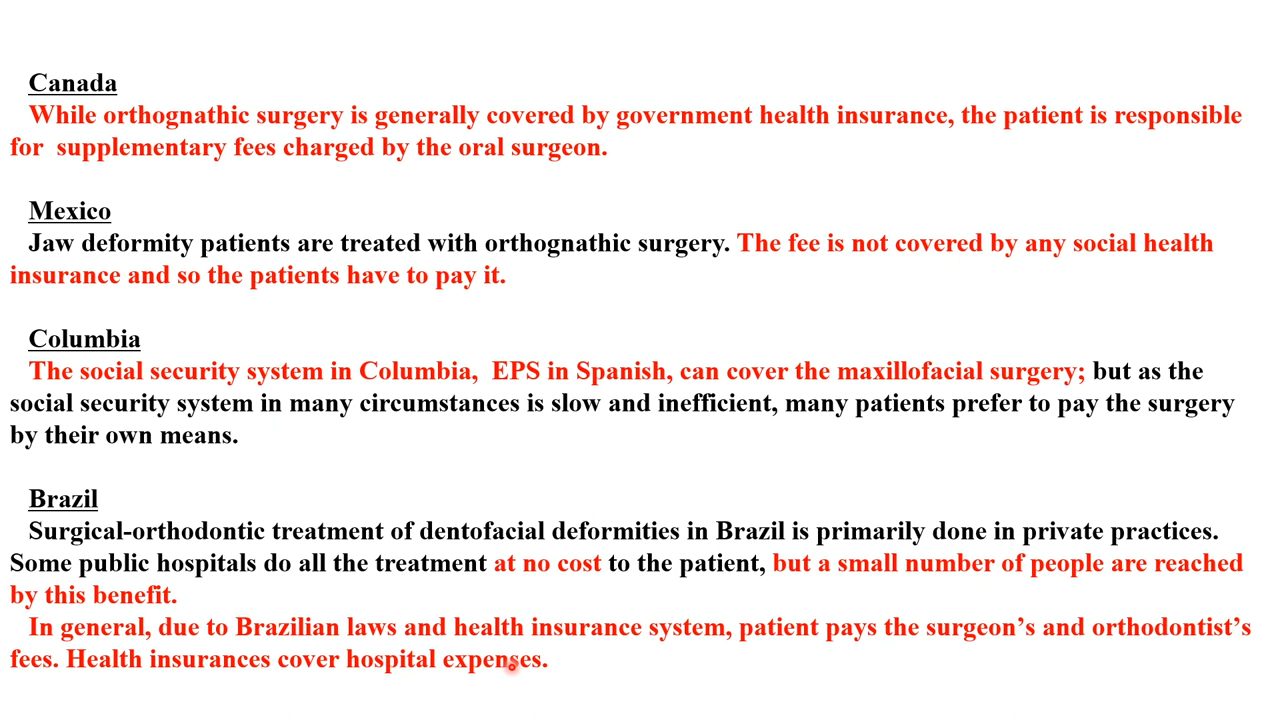 Canada
While orthognathic surgery is generally covered by government health insurance, the patient is responsible
for supplementary fees charged by the oral surgeon.
Mexico
Jaw deformity patients are treated with orthognathic surgery. The fee is not covered by any social health
insurance and so the patients have to pay it.
Columbia
The social security system in Columbia, EPS in Spanish, can cover the maxillofacial surgery; but as the
social security system in many circumstances is slow and inefficient, many patients prefer to pay the surgery
by their own means.
Brazil
Surgical-orthodontic treatment of dentofacial deformities in Brazil is primarily done in private practices.
Some public hospitals do all the treatment at no cost to the patient, but a small number of people are reached
by this benefit.
In general, due to Brazilian laws and health insurance system, patient pays the surgeon’s and orthodontist’s
fees. Health insurances cover hospital expenses.